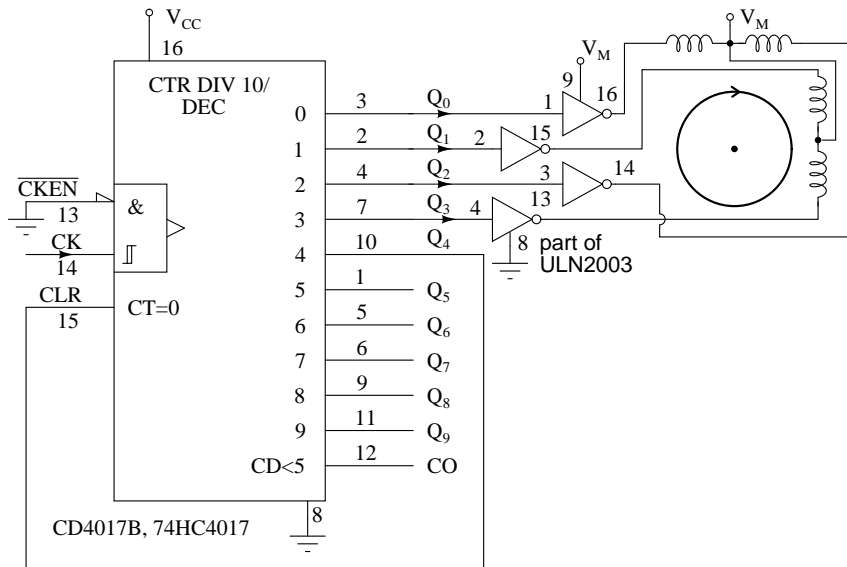 V_CC
16
CTR DIV 10/
DEC
0 3 Q_0
1 2 Q_1
2 4 Q_2
3 7 Q_3
4 10 Q_4
5 1 Q_5
6 5 Q_6
7 6 Q_7
8 9 Q_8
9 11 Q_9
CD<5 12 CO
CKEN
13
&
CK
14
CLR
15
CT=0
8
CD4017B, 74HC4017
V_M
9
1 16
2 15
3 14
4 13
8
part of
ULN2003
V_M